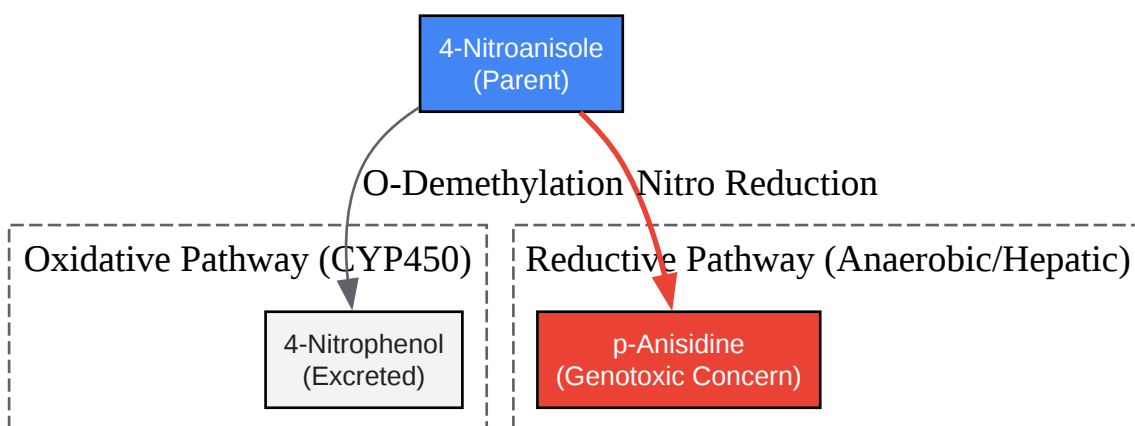 4-Nitroanisole
(Parent)
O-Demethylation
Nitro Reduction
Oxidative Pathway (CYP450)
Reductive Pathway (Anaerobic/Hepatic)
4-Nitrophenol
(Excreted)
p-Anisidine
(Genotoxic Concern)